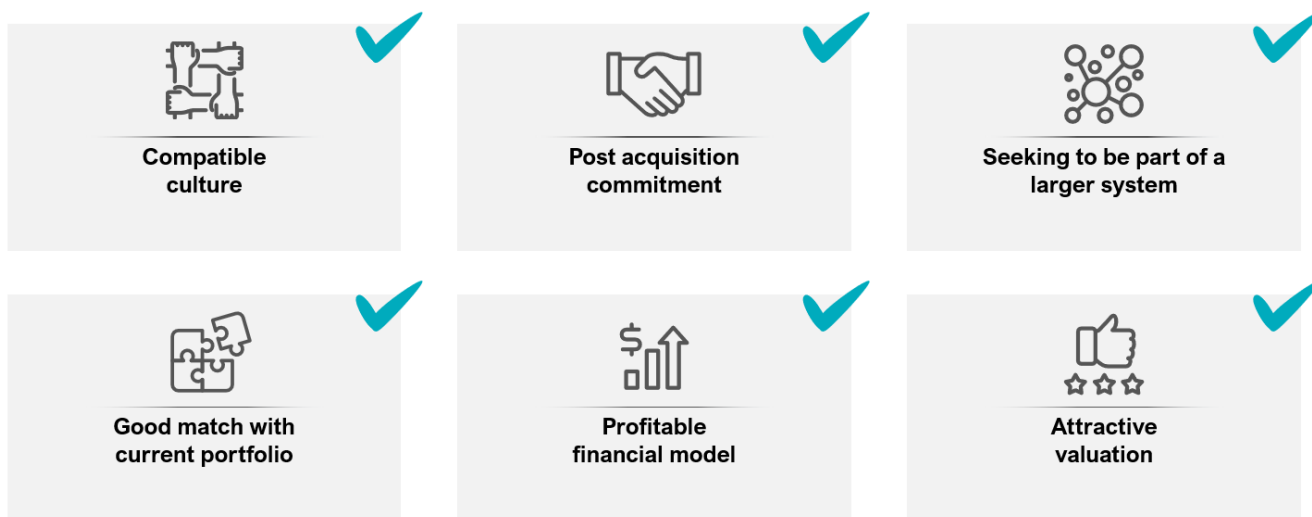 Compatible
culture
Post acquisition
commitment
Seeking to be part of a
larger system
Good match with
current portfolio
Profitable
financial model
Attractive
valuation